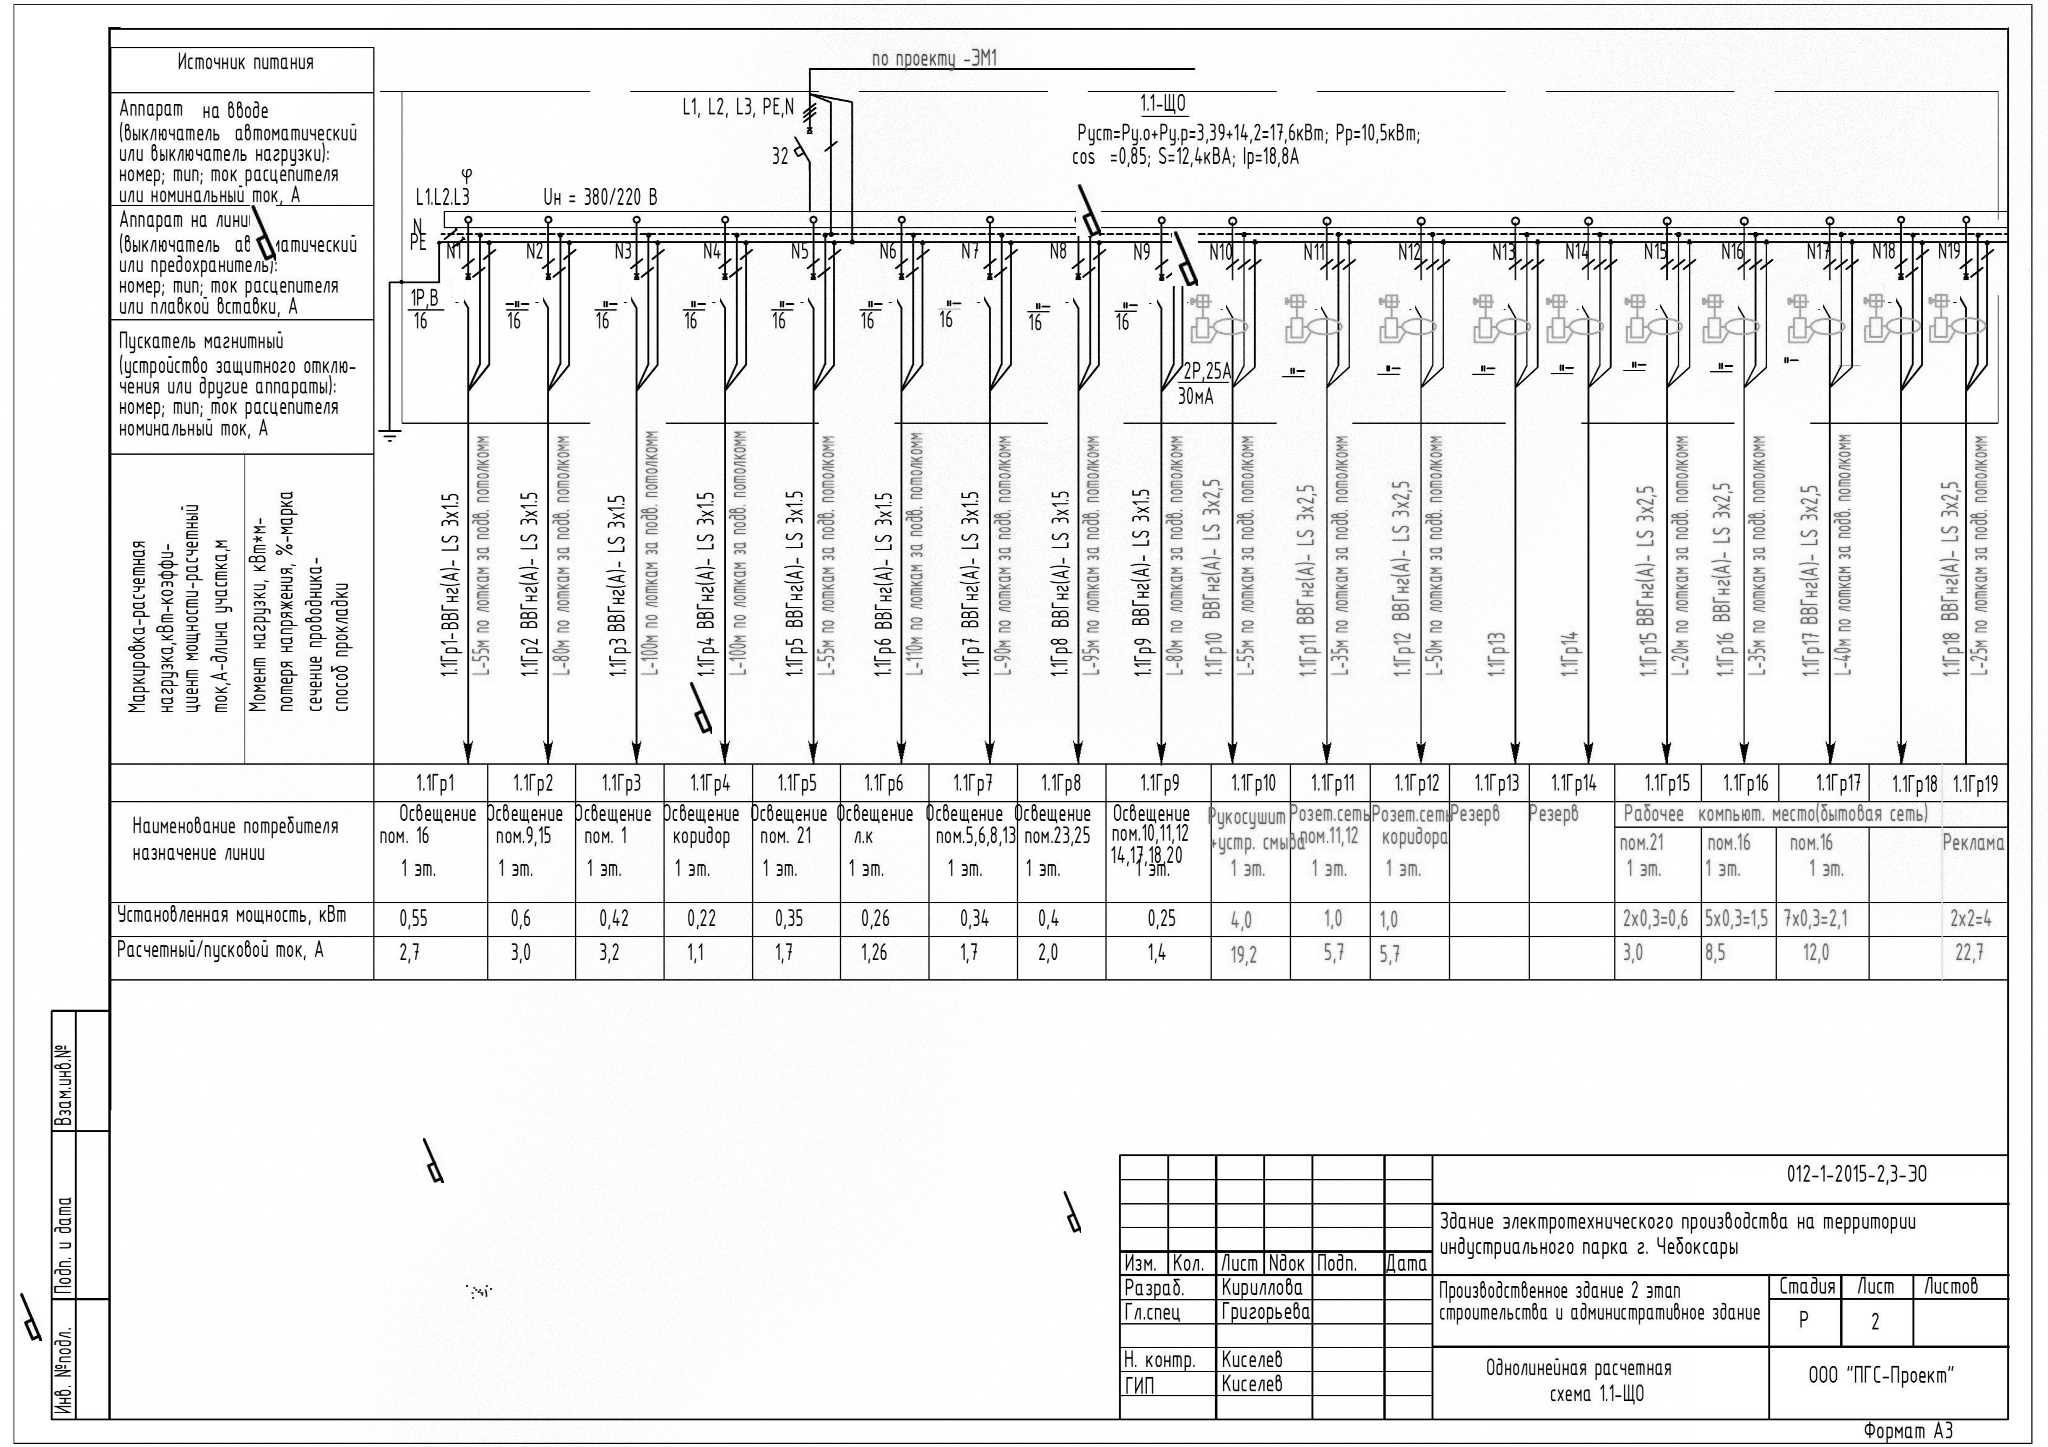 Источник питания
Аппарат на вводе
(выключатель автоматический
или выключатель нагрузки):
номер; тип; ток расцепителя
или номинальный ток, А
Аппарат на
(выключатель
или предохранитель):
номер; тип; ток расцепителя
или плавкой вставки, А
Пускатель магнитный
(устройство защитного отклю-
чения или другие аппараты):
номер; тип; ток расцепителя
номинальный ток, А
Маркировка-расчетная
нагрузка,кВт-коэффи-
циент мощности-расчетный
ток,А-длина участка,м
Момент нагрузки, кВт*м-
потеря напряжения, %-марка
сечение проводника-
способ прокладки
по проекту -ЭМ1
L1, L2, L3, PE,N
32
1.1-ЩО
Руст=Ру.о+Ру.р=3,39+14,2=17,6кВт; Рр=10,5кВт;
cos =0,85; S=12,4кВА; Iр=18,8А
φ
L1.L2.L3
Uн = 380/220 В
N
PE
N1 N2 N3 N4 N5 N6 N7 N8 N9 N10 N11 N12 N13 N14 N15 N16 N17 N18 N19
1Р,В
16
-"- 16
-"- 16
-"- 16
-"- 16
-"- 16
-"- 16
-"- 16
-"- 16
2Р,25А
30мА
-"- -"- -"- -"- -"- -"- -"-
1.1Гр1-ВВГнг(А)- LS 3х1.5
L-55м по лоткам за подв. потолкомм
1.1Гр2 ВВГнг(А)- LS 3х1.5
L-80м по лоткам за подв. потолкомм
1.1Гр3 ВВГнг(А)- LS 3х1.5
L-100м по лоткам за подв. потолкомм
1.1Гр4 ВВГнг(А)- LS 3х1.5
L-100м по лоткам за подв. потолкомм
1.1Гр5 ВВГнг(А)- LS 3х1.5
L-55м по лоткам за подв. потолкомм
1.1Гр6 ВВГнг(А)- LS 3х1.5
L-110м по лоткам за подв. потолкомм
1.1Гр7 ВВГнг(А)- LS 3х1.5
L-90м по лоткам за подв. потолкомм
1.1Гр8 ВВГнг(А)- LS 3х1.5
L-95м по лоткам за подв. потолкомм
1.1Гр9 ВВГнг(А)- LS 3х1.5
L-80м по лоткам за подв. потолкомм
1.1Гр10 ВВГнг(А)- LS 3х2,5
L-55м по лоткам за подв. потолкомм
1.1Гр11 ВВГнг(А)- LS 3х2,5
L-35м по лоткам за подв. потолкомм
1.1Гр12 ВВГнг(А)- LS 3х2,5
L-50м по лоткам за подв. потолкомм
1.1Гр13
1.1Гр14
1.1Гр15 ВВГнг(А)- LS 3х2,5
L-20м по лоткам за подв. потолкомм
1.1Гр16 ВВГнг(А)- LS 3х2,5
L-35м по лоткам за подв. потолкомм
1.1Гр17 ВВГнг(А)- LS 3х2,5
L-40м по лоткам за подв. потолкомм
1.1Гр18 ВВГнг(А)- LS 3х2,5
L-25м по лоткам за подв. потолкомм
1.1Гр1 1.1Гр2 1.1Гр3 1.1Гр4 1.1Гр5 1.1Гр6 1.1Гр7 1.1Гр8 1.1Гр9 1.1Гр10 1.1Гр11 1.1Гр12 1.1Гр13 1.1Гр14 1.1Гр15 1.1Гр16 1.1Гр17 1.1Гр18 1.1Гр19
Наименование потребителя
назначение линии
Освещение
пом. 16
1 эт.
Освещение
пом.9,15
1 эт.
Освещение
пом. 1
1 эт.
Освещение
коридор
1 эт.
Освещение
пом. 21
1 эт.
Освещение
л.к
1 эт.
Освещение
пом.5,6,8,13
1 эт.
Освещение
пом.23,25
1 эт.
Освещение
пом.10,11,12
14,17,18,20
1 эт.
Рукосушит
+устр. смыва
1 эт.
Розет.сеть
пом.11,12
1 эт.
Розет.сеть
коридора
1 эт.
Резерв
Резерв
Рабочее компьют. место(бытовая сеть)
пом.21
1 эт.
пом.16
1 эт.
пом.16
1 эт.
Реклама
Установленная мощность, кВт 0,55 0,6 0,42 0,22 0,35 0,26 0,34 0,4 0,25 4,0 1,0 1,0 2х0,3=0,6 5х0,3=1,5 7х0,3=2,1 2х2=4
Расчетный/пусковой ток, А 2,7 3,0 3,2 1,1 1,7 1,26 1,7 2,0 1,4 19,2 5,7 5,7 3,0 8,5 12,0 22,7
Взам.инв.№
Подп. и дата
Инв. №подл.
012-1-2015-2,3-ЭО
Здание электротехнического производства на территории
индустриального парка г. Чебоксары
Изм. Кол. Лист Nдок Подп. Дата
Разраб. Кириллова
Гл.спец Григорьева
Н. контр. Киселев
ГИП Киселев
Производственное здание 2 этап
строительства и административное здание
Стадия Лист Листов
Р 2
Однолинейная расчетная
схема 1.1-ЩО
ООО "ПГС-Проект"
Формат А3